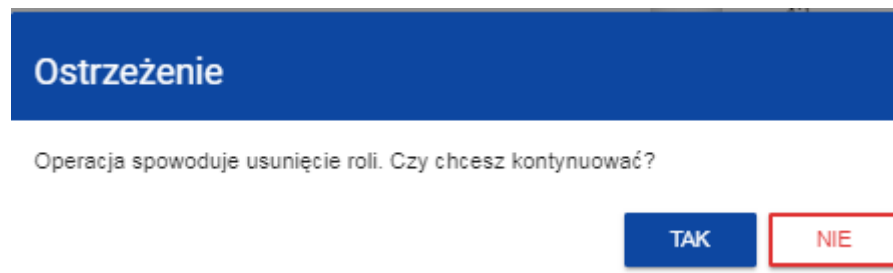 Ostrzeżenie
Operacja spowoduje usunięcie roli. Czy chcesz kontynuować?
TAK
NIE